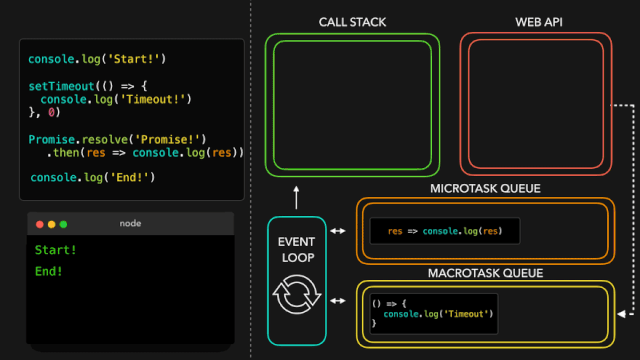 console.log('Start!')
setTimeout(() => {
  console.log('Timeout!')
}, 0)
Promise.resolve('Promise!')
  .then(res => console.log(res))
console.log('End!')
node
Start!
End!
CALL STACK
WEB API
EVENT
LOOP
MICROTASK QUEUE
res => console.log(res)
MACROTASK QUEUE
() => {
  console.log('Timeout')
}